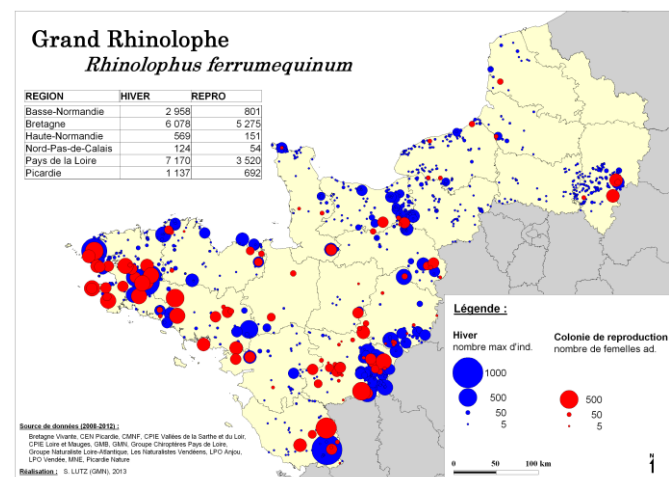 Grand Rhinolophe
Rhinolophus ferrumequinum
REGION HIVER REPRO
Basse-Normandie 2 958 801
Bretagne 6 078 5 275
Haute-Normandie 569 151
Nord-Pas-de-Calais 124 54
Pays de la Loire 7 170 3 520
Picardie 1 137 692
Légende :
Hiver
nombre max d'ind.
1000
500
50
5
Colonie de reproduction
nombre de femelles ad.
500
50
5
Source de données (2008-2012) :
Bretagne Vivante, CEN Picardie, CMNF, CPIE Vallées de la Sarthe et du Loir,
CPIE Loire et Mauges, GMB, GMN, Groupe Chiroptères Pays de Loire,
Groupe Naturaliste Loire-Atlantique, Les Naturalistes Vendéens, LPO Anjou,
LPO Vendée, MNE, Picardie Nature
Réalisation : S. LUTZ (GMN), 2013
0 50 100 km
N